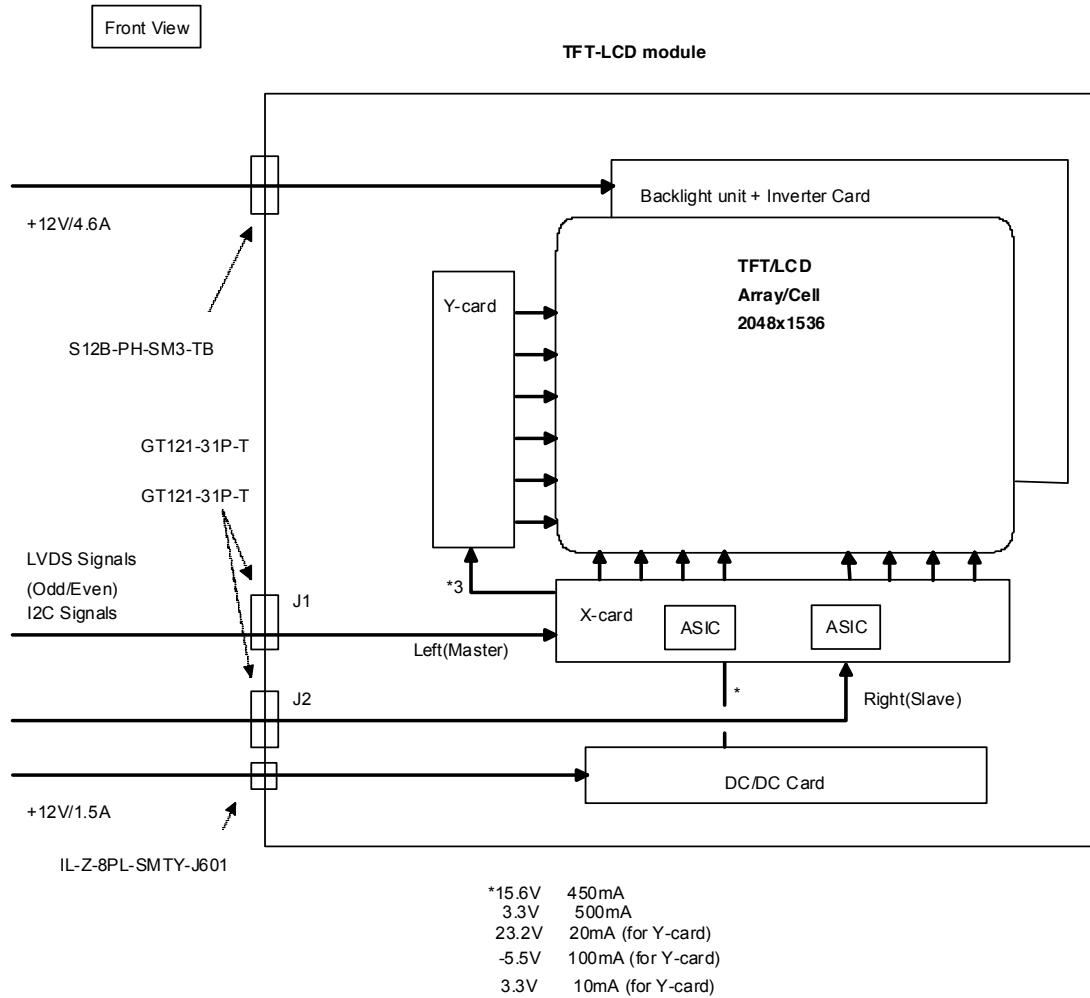 Front View
TFT-LCD module
Backlight unit + Inverter Card
+12V/4.6A
TFT/LCD
Array/Cell
2048x1536
Y-card
S12B-PH-SM3-TB
GT121-31P-T
GT121-31P-T
LVDS Signals
(Odd/Even)
I2C Signals
*3
J1
X-card
ASIC
ASIC
Left(Master)
J2
*
Right(Slave)
DC/DC Card
+12V/1.5A
IL-Z-8PL-SMTY-J601
*15.6V 450mA
3.3V 500mA
23.2V 20mA (for Y-card)
-5.5V 100mA (for Y-card)
3.3V 10mA (for Y-card)